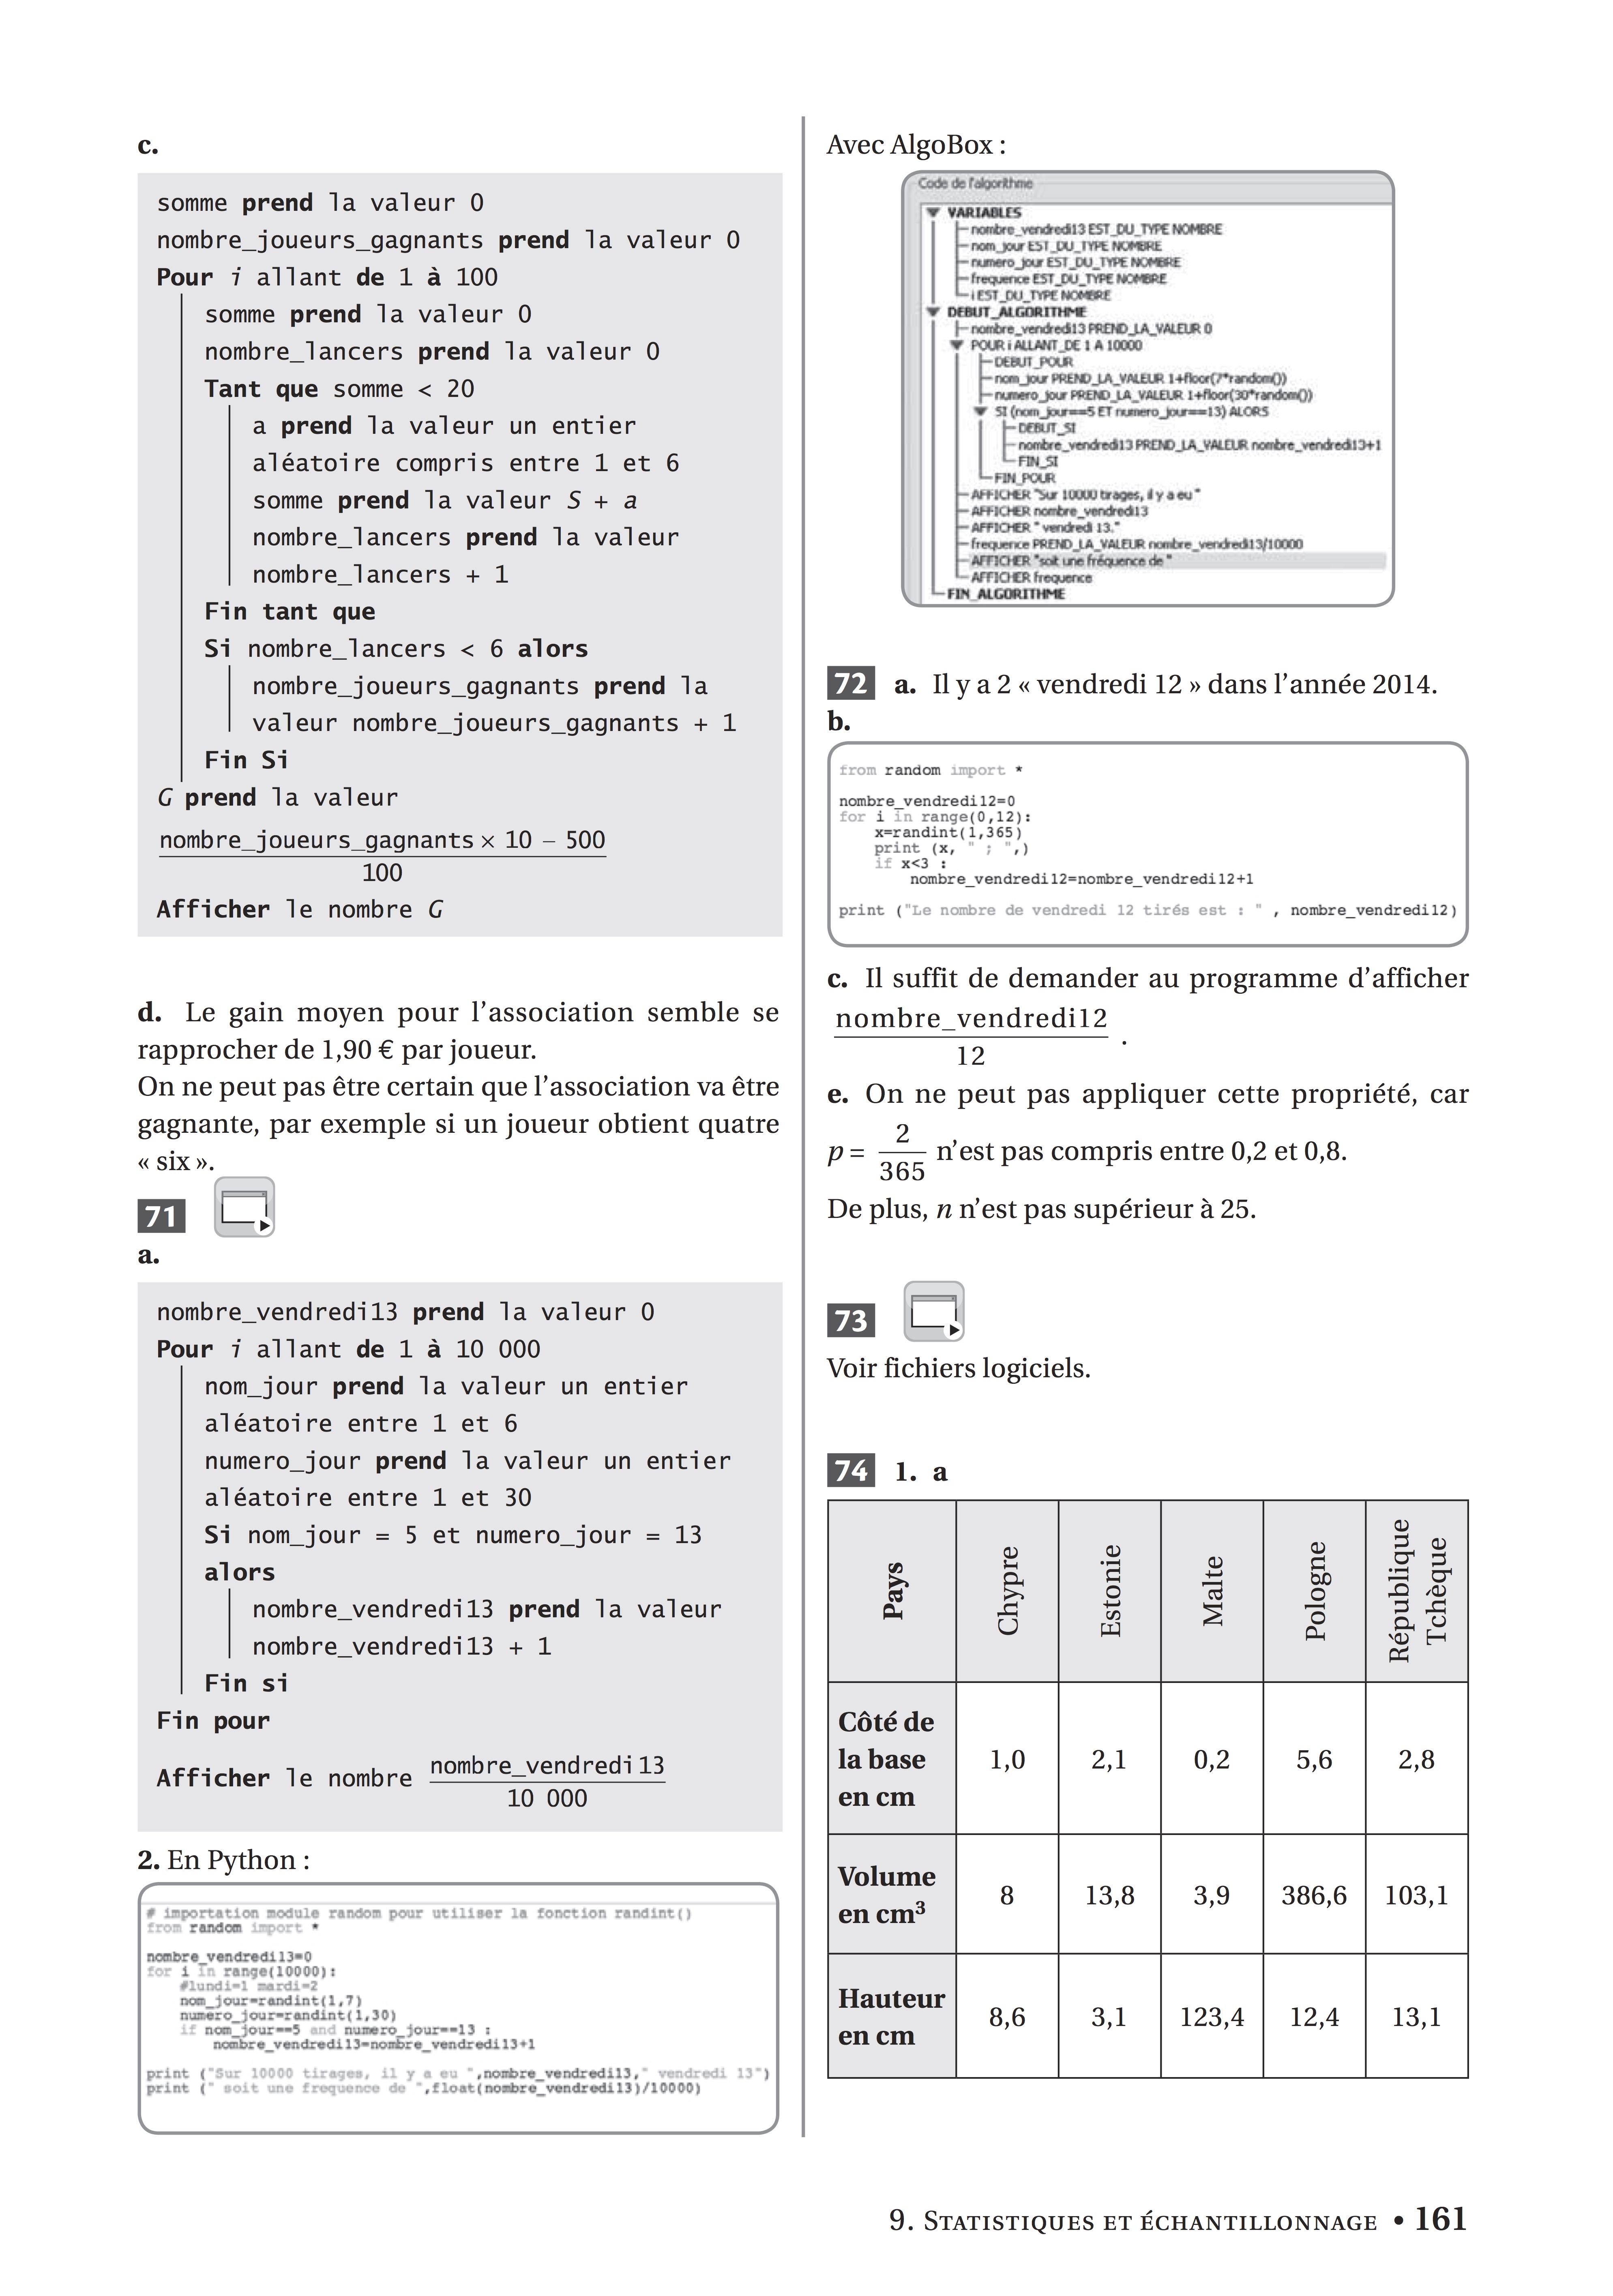 c.
somme prend la valeur 0
nombre_joueurs_gagnants prend la valeur 0
Pour i allant de 1 à 100
somme prend la valeur 0
nombre_lancers prend la valeur 0
Tant que somme < 20
a prend la valeur un entier
aléatoire compris entre 1 et 6
somme prend la valeur S + a
nombre_lancers prend la valeur
nombre_lancers + 1
Fin tant que
Si nombre_lancers < 6 alors
nombre_joueurs_gagnants prend la
valeur nombre_joueurs_gagnants + 1
Fin Si
G prend la valeur
nombre_joueurs_gagnants × 10 – 500
100
Afficher le nombre G
d. Le gain moyen pour l’association semble se
rapprocher de 1,90 € par joueur.
On ne peut pas être certain que l’association va être
gagnante, par exemple si un joueur obtient quatre
« six ».
71
a.
nombre_vendredi13 prend la valeur 0
Pour i allant de 1 à 10 000
nom_jour prend la valeur un entier
aléatoire entre 1 et 6
numero_jour prend la valeur un entier
aléatoire entre 1 et 30
Si nom_jour = 5 et numero_jour = 13
alors
nombre_vendredi13 prend la valeur
nombre_vendredi13 + 1
Fin si
Fin pour
Afficher le nombre nombre_vendredi13
10 000
2. En Python :
# importation module random pour utiliser la fonction randint()
from random import *
nombre_vendredi13=0
for i in range(10000):
#lundi=1 mardi=2
nom_jour=randint(1,7)
numero_jour=randint(1,30)
if nom_jour==5 and numero_jour==13 :
nombre_vendredi13=nombre_vendredi13+1
print ("Sur 10000 tirages, il y a eu ",nombre_vendredi13," vendredi 13")
print (" soit une frequence de ",float(nombre_vendredi13)/10000)
Avec AlgoBox :
Code de l'algorithme
VARIABLES
nombre_vendredi13 EST_DU_TYPE NOMBRE
nom_jour EST_DU_TYPE NOMBRE
numero_jour EST_DU_TYPE NOMBRE
frequence EST_DU_TYPE NOMBRE
i EST_DU_TYPE NOMBRE
DEBUT_ALGORITHME
nombre_vendredi13 PREND_LA_VALEUR 0
POUR i ALLANT_DE 1 A 10000
DEBUT_POUR
nom_jour PREND_LA_VALEUR 1+floor(7*random())
numero_jour PREND_LA_VALEUR 1+floor(30*random())
SI (nom_jour==5 ET numero_jour==13) ALORS
DEBUT_SI
nombre_vendredi13 PREND_LA_VALEUR nombre_vendredi13+1
FIN_SI
FIN_POUR
AFFICHER "Sur 10000 tirages, il y a eu "
AFFICHER nombre_vendredi13
AFFICHER " vendredi 13."
frequence PREND_LA_VALEUR nombre_vendredi13/10000
AFFICHER "soit une fréquence de "
AFFICHER frequence
FIN_ALGORITHME
72 a. Il y a 2 « vendredi 12 » dans l’année 2014.
b.
from random import *
nombre_vendredi12=0
for i in range(0,12):
x=randint(1,365)
print (x, " ; ",)
if x<3 :
nombre_vendredi12=nombre_vendredi12+1
print ("Le nombre de vendredi 12 tirés est : " , nombre_vendredi12)
c. Il suffit de demander au programme d’afficher
nombre_vendredi12
12 .
e. On ne peut pas appliquer cette propriété, car
p = 2/365 n’est pas compris entre 0,2 et 0,8.
De plus, n n’est pas supérieur à 25.
73
Voir fichiers logiciels.
74 1. a
Pays Chypre Estonie Malte Pologne République Tchèque
Côté de la base en cm 1,0 2,1 0,2 5,6 2,8
Volume en cm³ 8 13,8 3,9 386,6 103,1
Hauteur en cm 8,6 3,1 123,4 12,4 13,1
9. Statistiques et échantillonnage • 161